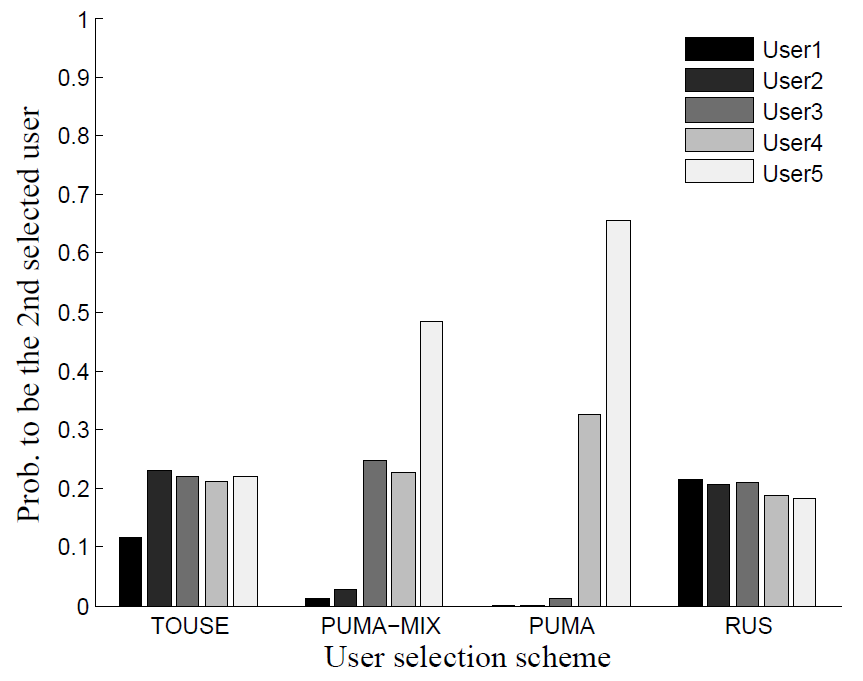 Prob. to be the 2nd selected user
1
0.9
0.8
0.7
0.6
0.5
0.4
0.3
0.2
0.1
0
User1
User2
User3
User4
User5
TOUSE PUMA−MIX PUMA RUS
User selection scheme